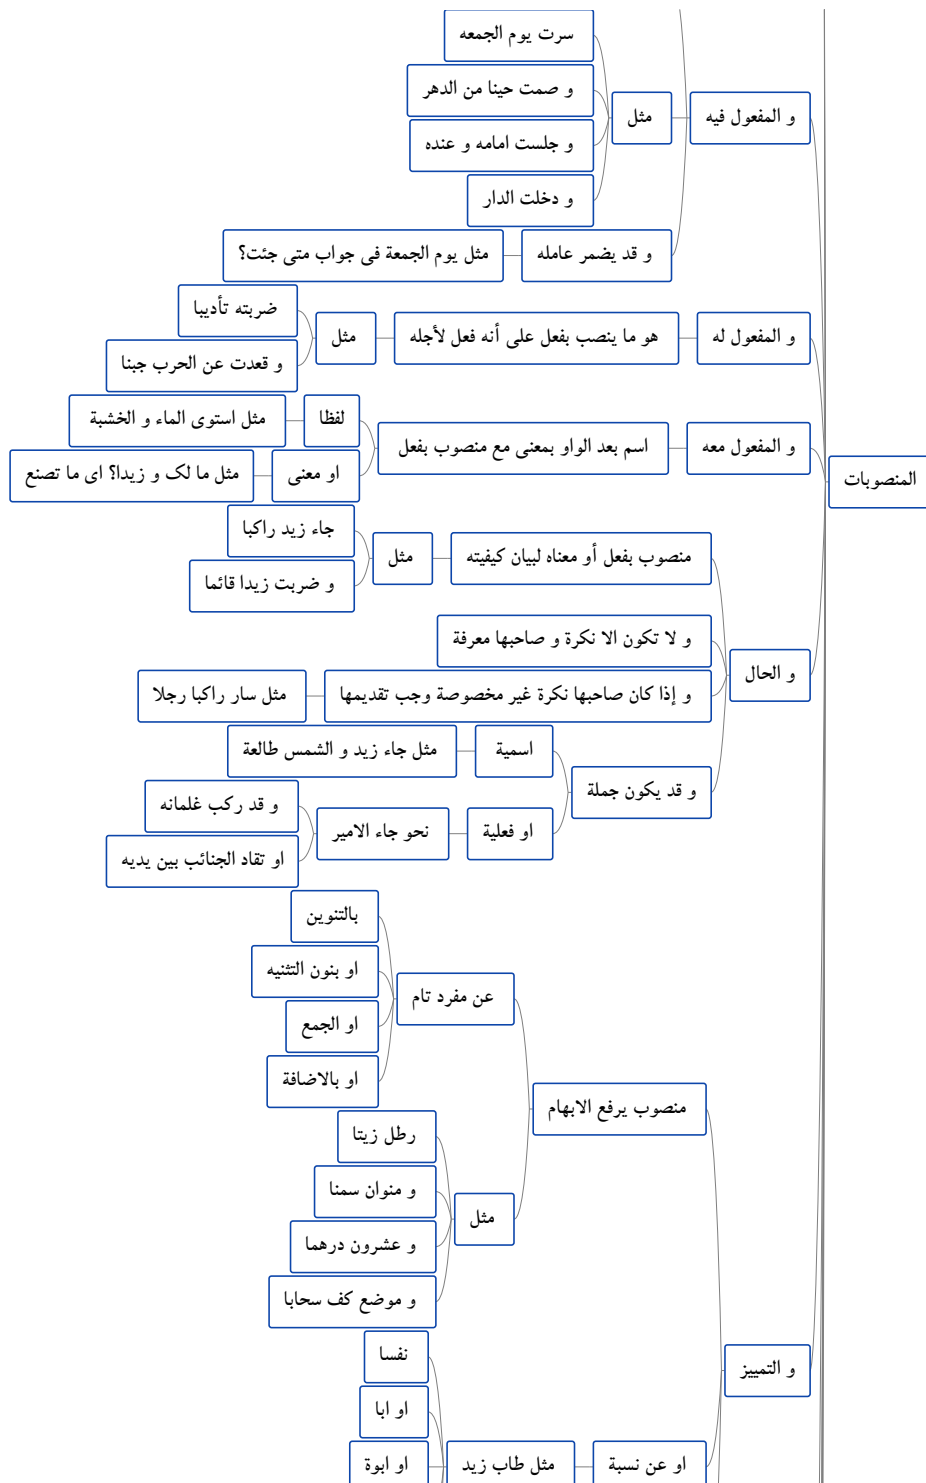 المنصوبات
و المفعول فيه
مثل
سرت يوم الجمعه
و صمت حينا من الدهر
و جلست امامه و عنده
و دخلت الدار
و قد يضمر عامله
مثل يوم الجمعة فى جواب متى جئت؟
و المفعول له
هو ما ينصب بفعل على أنه فعل لأجله
مثل
ضربته تأديبا
و قعدت عن الحرب جبنا
و المفعول معه
اسم بعد الواو بمعنى مع منصوب بفعل
لفظا
مثل استوى الماء و الخشبة
او معنى
مثل ما لک و زيدا؟ اى ما تصنع
و الحال
منصوب بفعل أو معناه لبيان كيفيته
مثل
جاء زيد راكبا
و ضربت زيدا قائما
و لا تكون الا نكرة و صاحبها معرفة
و إذا كان صاحبها نكرة غير مخصوصة وجب تقديمها
مثل سار راكبا رجلا
و قد يكون جملة
اسمية
مثل جاء زيد و الشمس طالعة
او فعلية
نحو جاء الامير
و قد ركب غلمانه
او تقاد الجنائب بين يديه
و التمييز
منصوب يرفع الابهام
عن مفرد تام
بالتنوين
او بنون التثنيه
او الجمع
او بالاضافة
مثل
رطل زيتا
و منوان سمنا
و عشرون درهما
و موضع كف سحابا
او عن نسبة
مثل طاب زيد
نفسا
او ابا
او ابوة